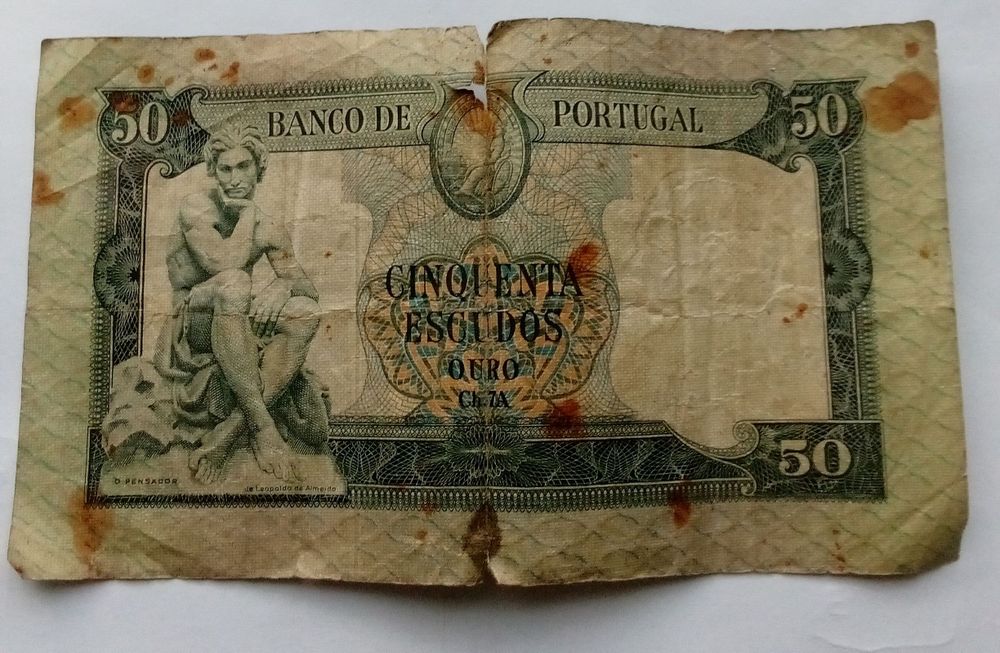 50 BANCO DE PORTUGAL 50
CINQUENTA
ESCUDOS
OURO
Ch. 7A
50
O PENSADOR
de Leopoldo de Almeida